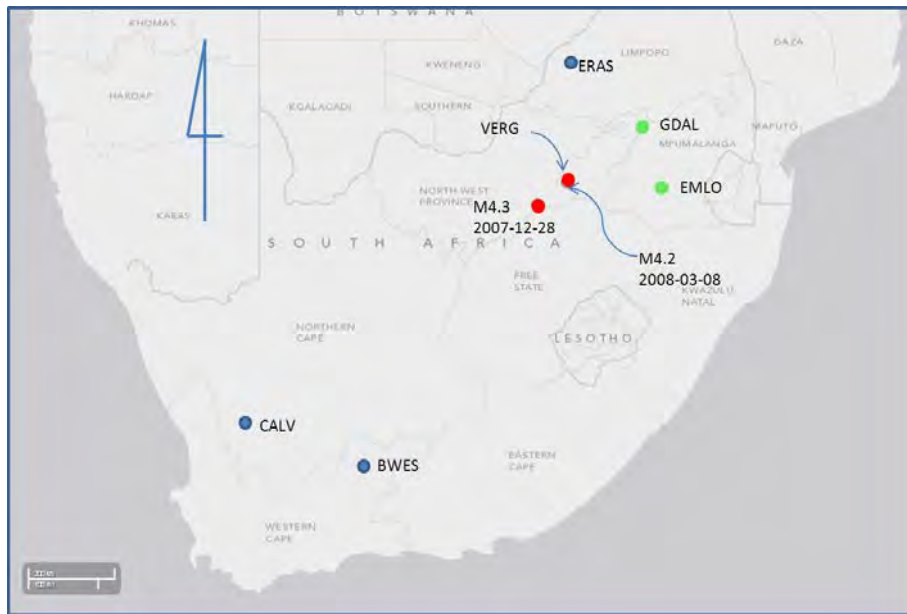 BOTSWANA
KHOMAS
LIMPOPO
GAZA
ERAS
KWENENG
HARDAP
KGALAGADI
SOUTHERN
GDAL
MAPUTO
VERG
MPUMALANGA
EMLO
NORTH WEST
PROVINCE
M4.3
2007-12-28
KARAS
SOUTH AFRICA
M4.2
2008-03-08
FREE
STATE
KWAZULU
NATAL
NORTHERN
CAPE
LESOTHO
CALV
BWES
EASTERN
CAPE
WESTERN
CAPE